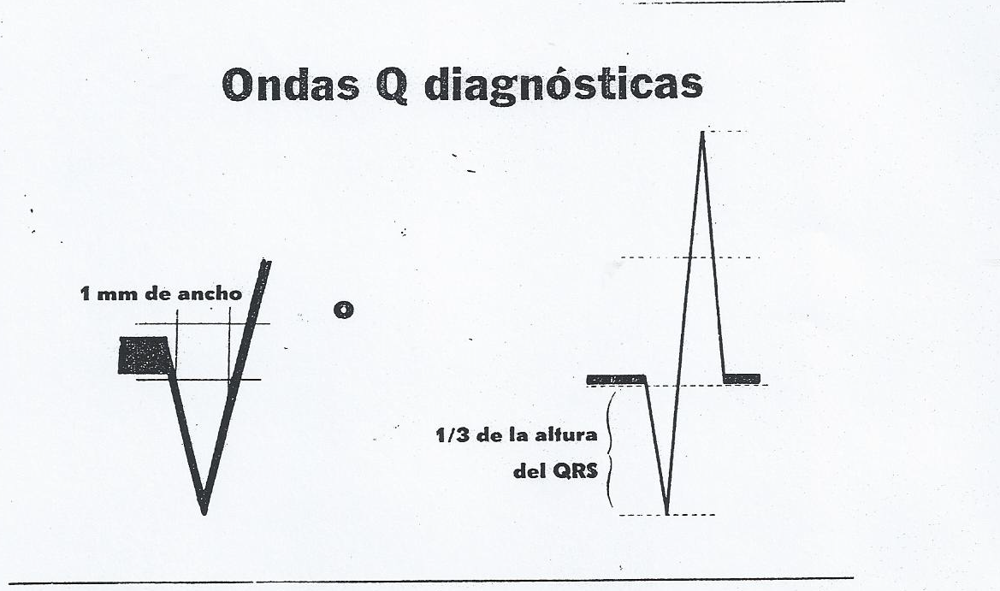 Ondas Q diagnósticas
1 mm de ancho
o
1/3 de la altura
del QRS